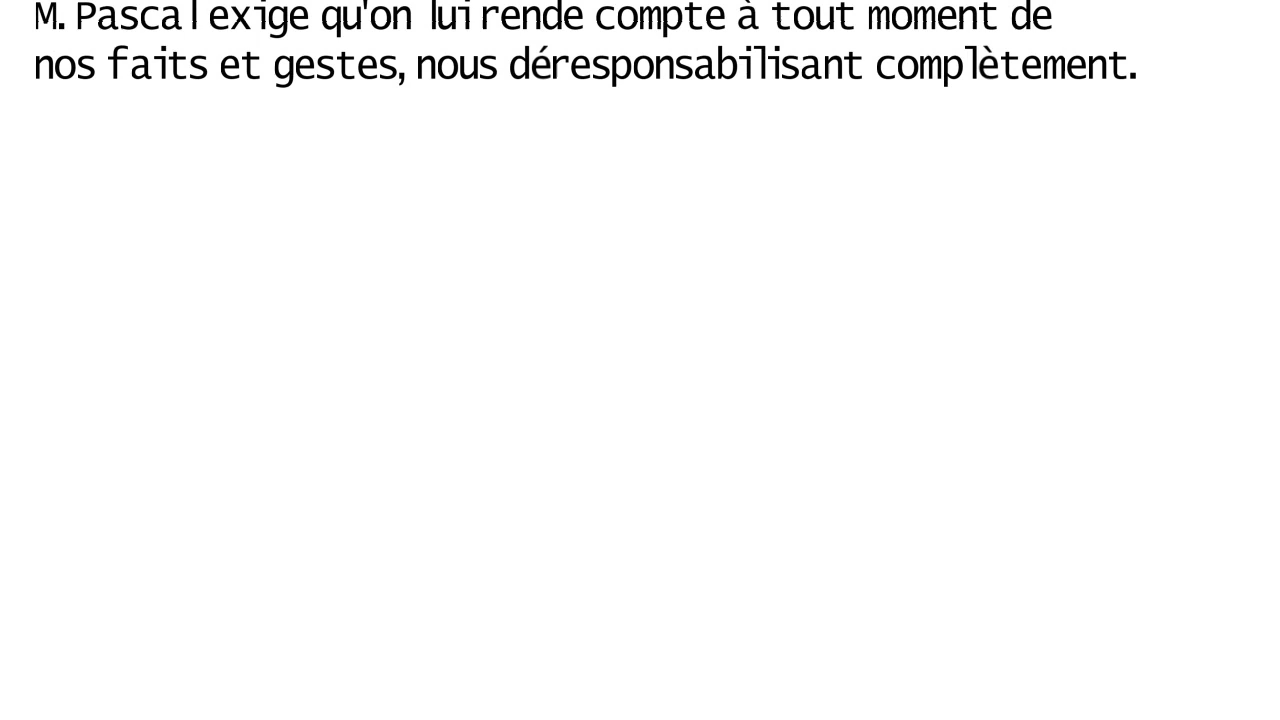 M. Pascal exige qu'on lui rende compte à tout moment de
nos faits et gestes, nous déresponsabilisant complètement.